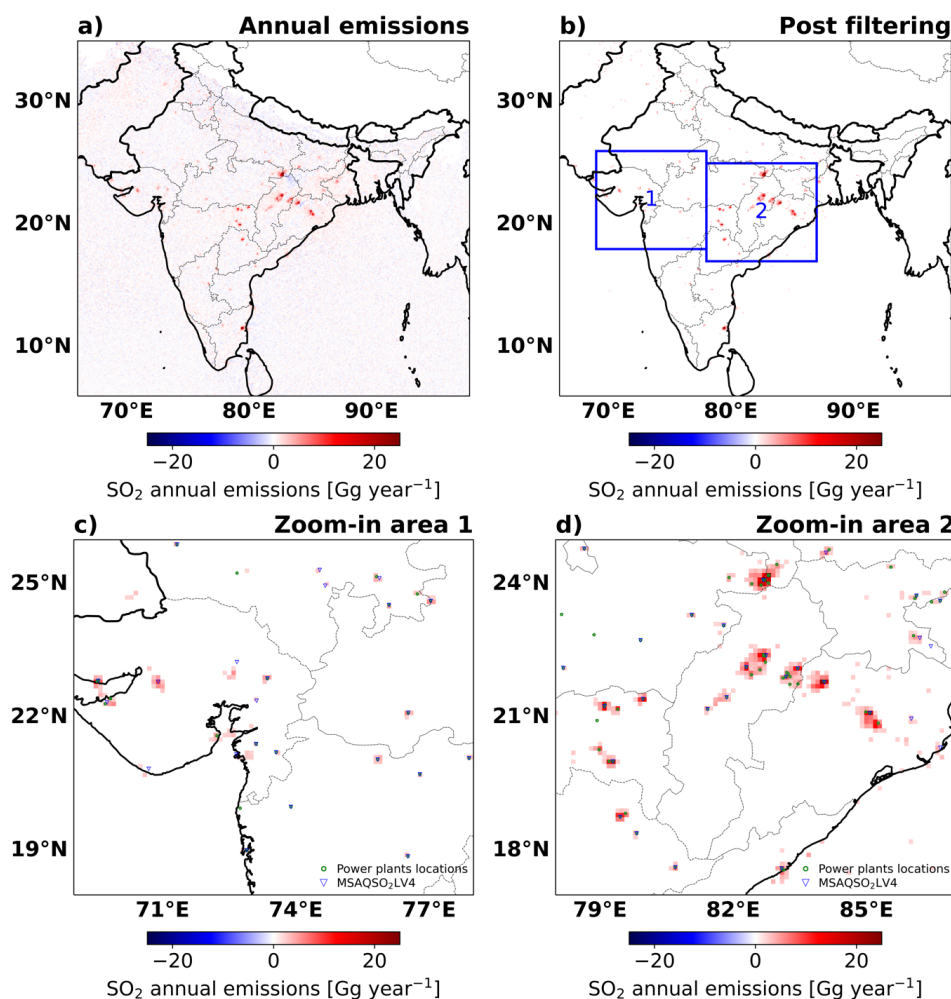 a) Annual emissions
30°N
20°N
10°N
70°E 80°E 90°E
−20 0 20
SO₂ annual emissions [Gg year⁻¹]
b) Post filtering
1
2
30°N
20°N
10°N
70°E 80°E 90°E
−20 0 20
SO₂ annual emissions [Gg year⁻¹]
c) Zoom-in area 1
25°N
22°N
19°N
Power plants locations
MSAQSO₂LV4
71°E 74°E 77°E
−20 0 20
SO₂ annual emissions [Gg year⁻¹]
d) Zoom-in area 2
24°N
21°N
18°N
Power plants locations
MSAQSO₂LV4
79°E 82°E 85°E
−20 0 20
SO₂ annual emissions [Gg year⁻¹]